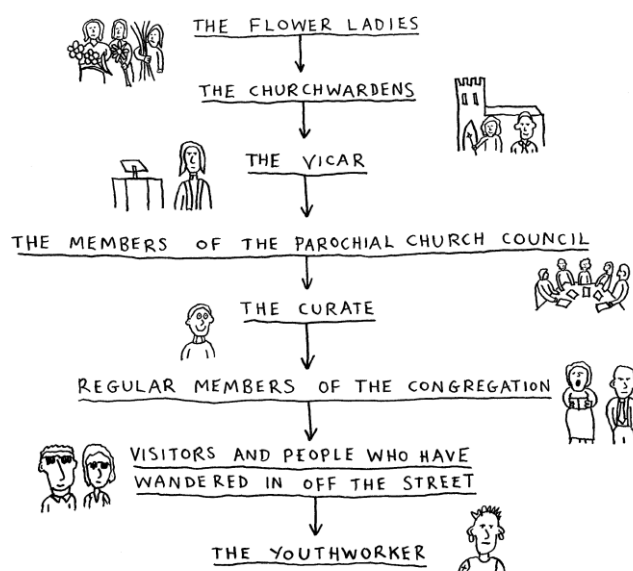 THE FLOWER LADIES
THE CHURCHWARDENS
THE VICAR
THE MEMBERS OF THE PAROCHIAL CHURCH COUNCIL
THE CURATE
REGULAR MEMBERS OF THE CONGREGATION
VISITORS AND PEOPLE WHO HAVE
WANDERED IN OFF THE STREET
THE YOUTHWORKER